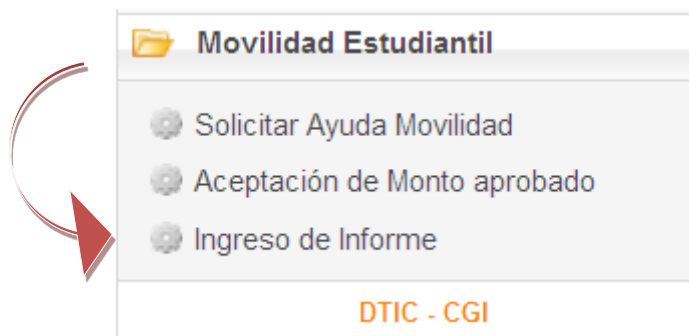 Movilidad Estudiantil
Solicitar Ayuda Movilidad
Aceptación de Monto aprobado
Ingreso de Informe
DTIC - CGI